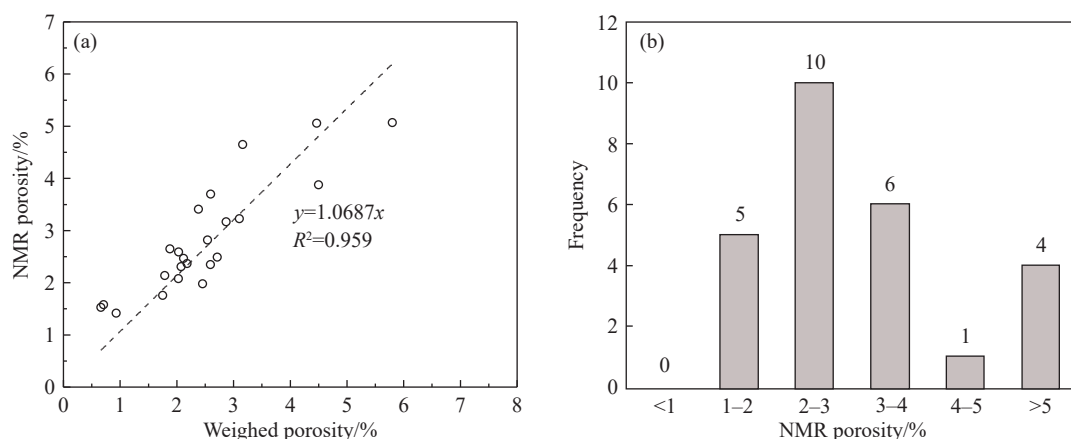 (a)
7
6
5
4
3
2
1
0
NMR porosity/%
y=1.0687x
R²=0.959
0 1 2 3 4 5 6 7 8
Weighed porosity/%
(b)
12
10
8
6
4
2
0
Frequency
0
5
10
6
1
4
<1 1–2 2–3 3–4 4–5 >5
NMR porosity/%